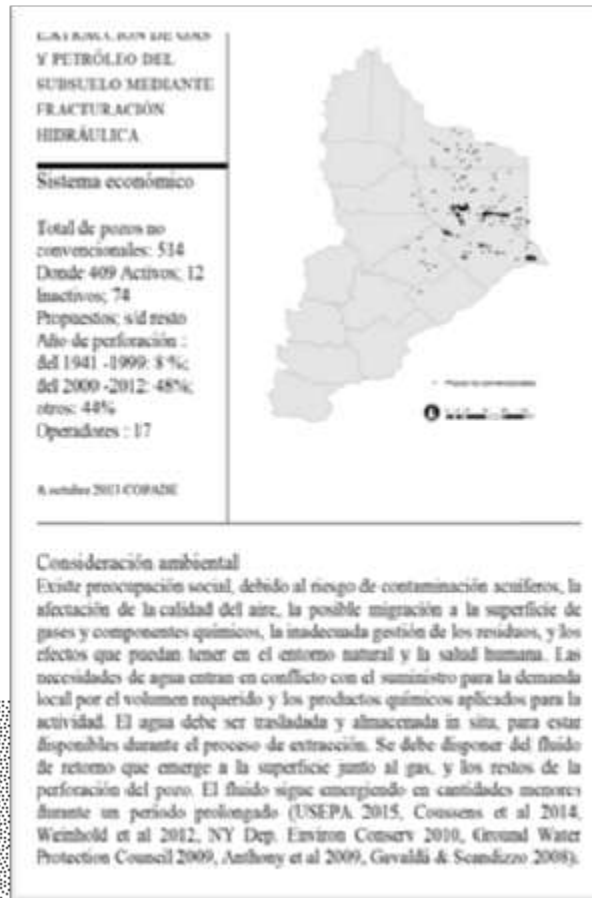 EXTRACCIÓN DE GAS
Y PETRÓLEO DEL
SUBSUELO MEDIANTE
FRACTURACIÓN
HIDRÁULICA
Sistema económico
Total de pozos no
convencionales: 514
Donde 409 Activos; 12
Inactivos; 74
Propuestos; s/d resto
Año de perforación :
del 1941 -1999: 8 %;
del 2000 -2012: 48%;
otros: 44%
Operadores : 17
A octubre 2013 COPADE
Pozos no convencionales
Consideración ambiental
Existe preocupación social, debido al riesgo de contaminación acuíferos, la
afectación de la calidad del aire, la posible migración a la superficie de
gases y componentes químicos, la inadecuada gestión de los residuos, y los
efectos que puedan tener en el entorno natural y la salud humana. Las
necesidades de agua entran en conflicto con el suministro para la demanda
local por el volumen requerido y los productos químicos aplicados para la
actividad. El agua debe ser trasladada y almacenada in situ, para estar
disponibles durante el proceso de extracción. Se debe disponer del fluido
de retorno que emerge a la superficie junto al gas, y los restos de la
perforación del pozo. El fluido sigue emergiendo en cantidades menores
durante un período prolongado (USEPA 2015, Coussens et al 2014,
Weinhold et al 2012, NY Dep. Environ Conserv 2010, Ground Water
Protection Council 2009, Anthony et al 2009, Gavaldà & Scandizzo 2008).